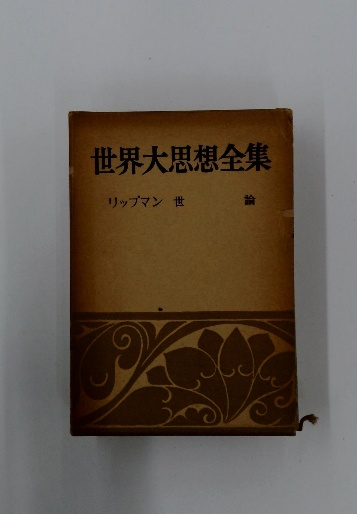 世界大思想全集
リップマン 世 論